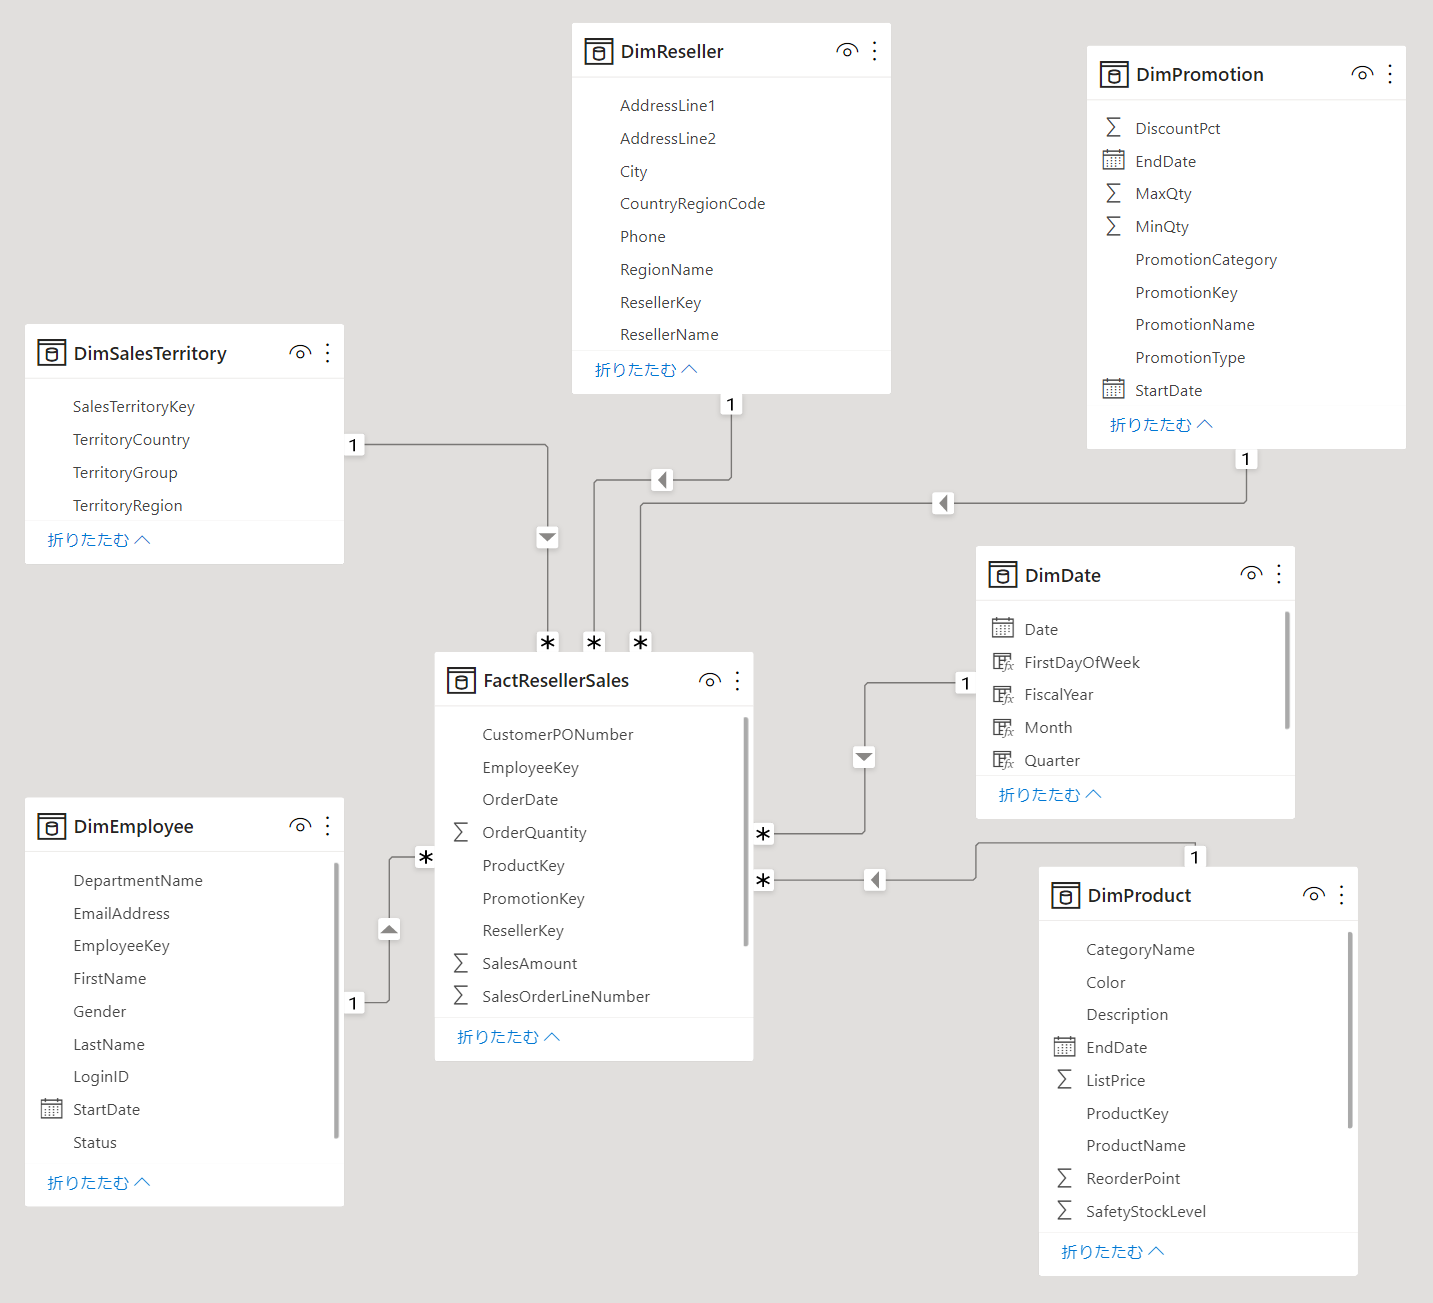 DimReseller
AddressLine1
AddressLine2
City
CountryRegionCode
Phone
RegionName
ResellerKey
ResellerName
折りたたむ
1
DimPromotion
DiscountPct
EndDate
MaxQty
MinQty
PromotionCategory
PromotionKey
PromotionName
PromotionType
StartDate
折りたたむ
1
DimSalesTerritory
SalesTerritoryKey
TerritoryCountry
TerritoryGroup
TerritoryRegion
折りたたむ
1
*
*
*
FactResellerSales
CustomerPONumber
EmployeeKey
OrderDate
OrderQuantity
ProductKey
PromotionKey
ResellerKey
SalesAmount
SalesOrderLineNumber
折りたたむ
*
*
*
DimDate
Date
FirstDayOfWeek
FiscalYear
Month
Quarter
折りたたむ
1
DimEmployee
DepartmentName
EmailAddress
EmployeeKey
FirstName
Gender
LastName
LoginID
StartDate
Status
折りたたむ
1
1
DimProduct
CategoryName
Color
Description
EndDate
ListPrice
ProductKey
ProductName
ReorderPoint
SafetyStockLevel
折りたたむ